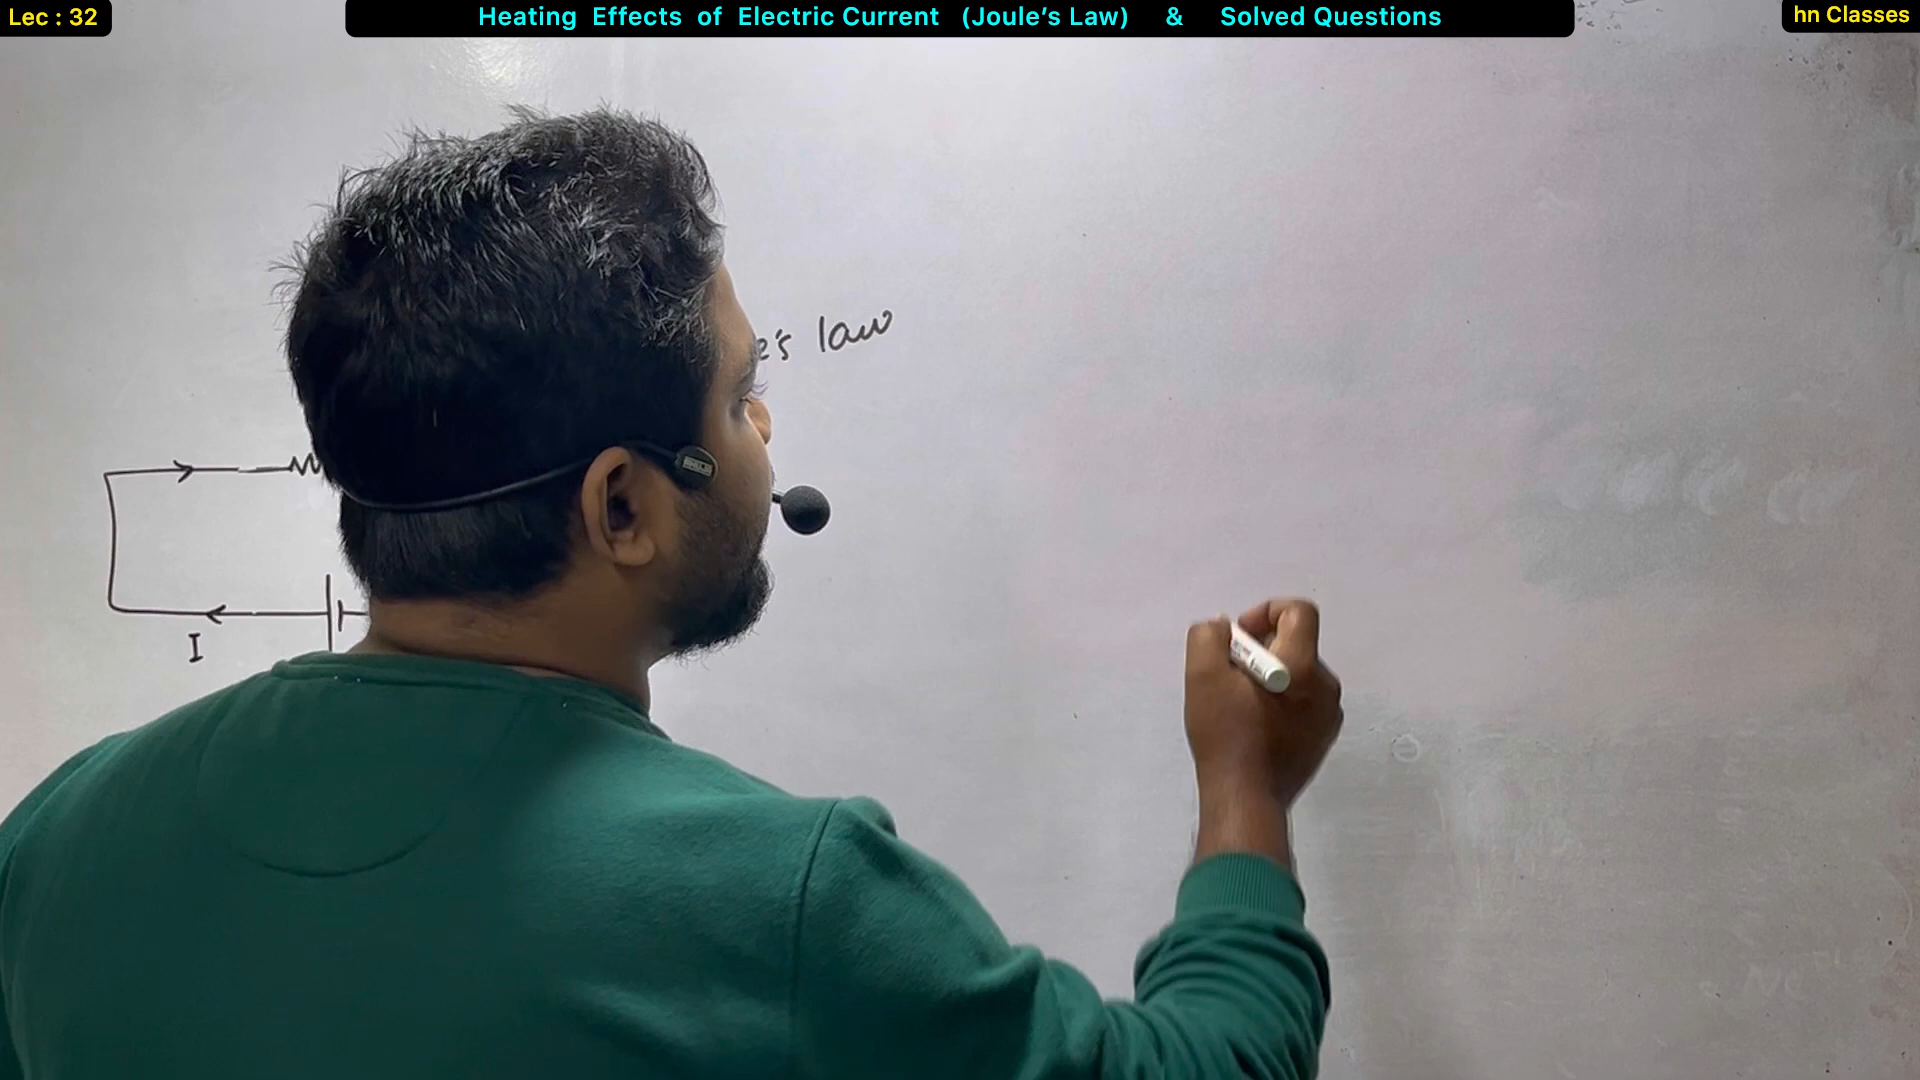 Lec : 32
Heating Effects of Electric Current (Joule’s Law) & Solved Questions
hn Classes
law
I